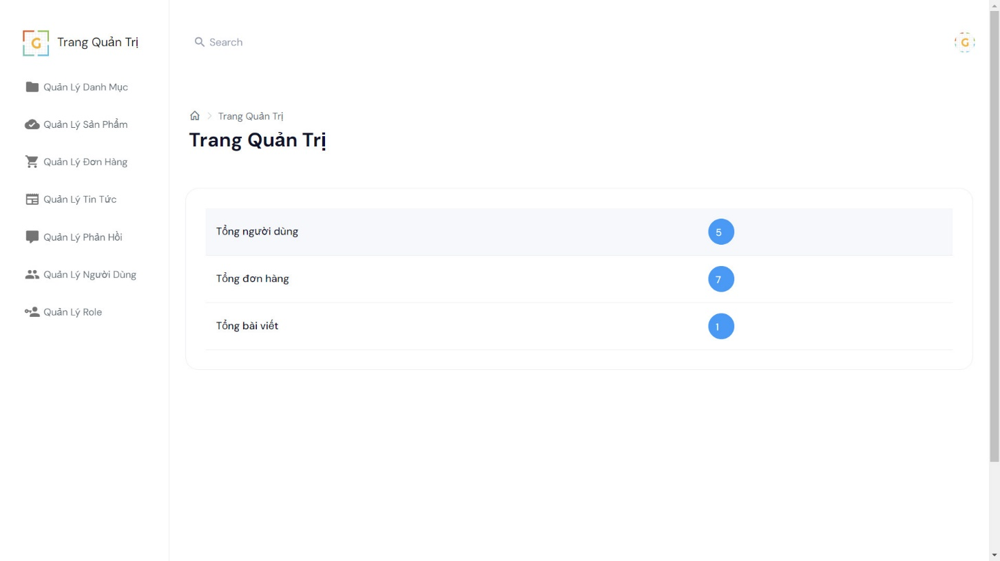 G
Trang Quản Trị
Search
G
Quản Lý Danh Mục
Quản Lý Sản Phẩm
Quản Lý Đơn Hàng
Quản Lý Tin Tức
Quản Lý Phản Hồi
Quản Lý Người Dùng
Quản Lý Role
Trang Quản Trị
Trang Quản Trị
Tổng người dùng 5
Tổng đơn hàng 7
Tổng bài viết 1